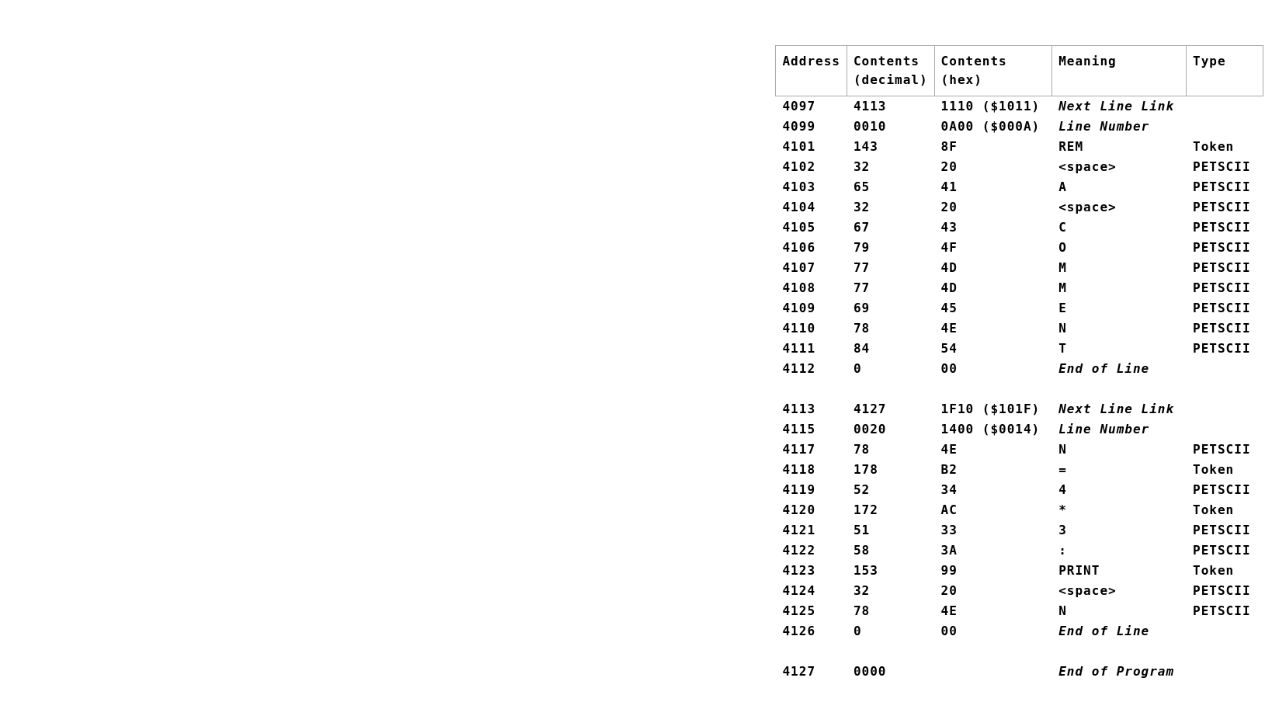 Address Contents (decimal) Contents (hex) Meaning Type
4097 4113 1110 ($1011) Next Line Link
4099 0010 0A00 ($000A) Line Number
4101 143 8F REM Token
4102 32 20 <space> PETSCII
4103 65 41 A PETSCII
4104 32 20 <space> PETSCII
4105 67 43 C PETSCII
4106 79 4F O PETSCII
4107 77 4D M PETSCII
4108 77 4D M PETSCII
4109 69 45 E PETSCII
4110 78 4E N PETSCII
4111 84 54 T PETSCII
4112 0 00 End of Line
4113 4127 1F10 ($101F) Next Line Link
4115 0020 1400 ($0014) Line Number
4117 78 4E N PETSCII
4118 178 B2 = Token
4119 52 34 4 PETSCII
4120 172 AC * Token
4121 51 33 3 PETSCII
4122 58 3A : PETSCII
4123 153 99 PRINT Token
4124 32 20 <space> PETSCII
4125 78 4E N PETSCII
4126 0 00 End of Line
4127 0000 End of Program